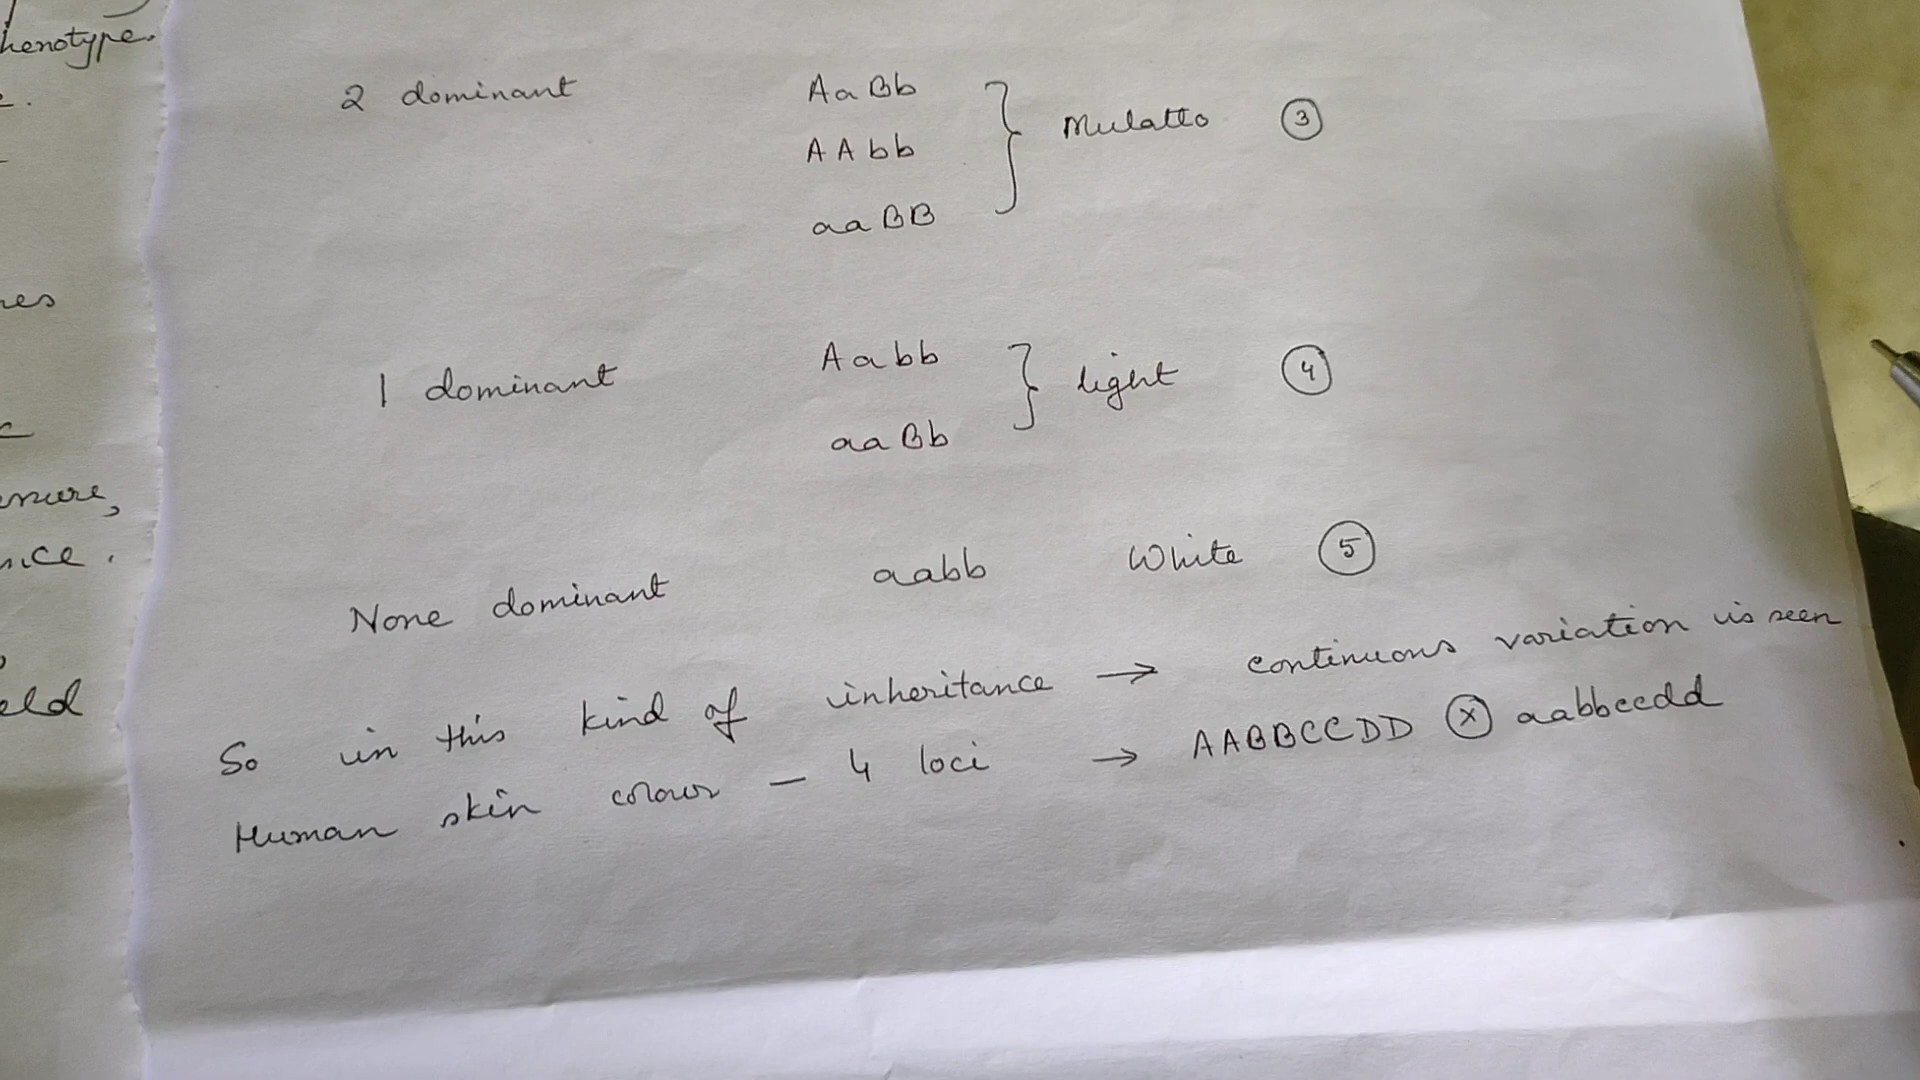 henotype.
2 dominant AaBb
AAbb } Mulatto 3
aaBB
1 dominant Aabb } light 4
aaBb
None dominant aabb White 5
So in this kind of inheritance → continuous variation is seen
Human skin colour - 4 loci → AABBCCDD X aabbccdd